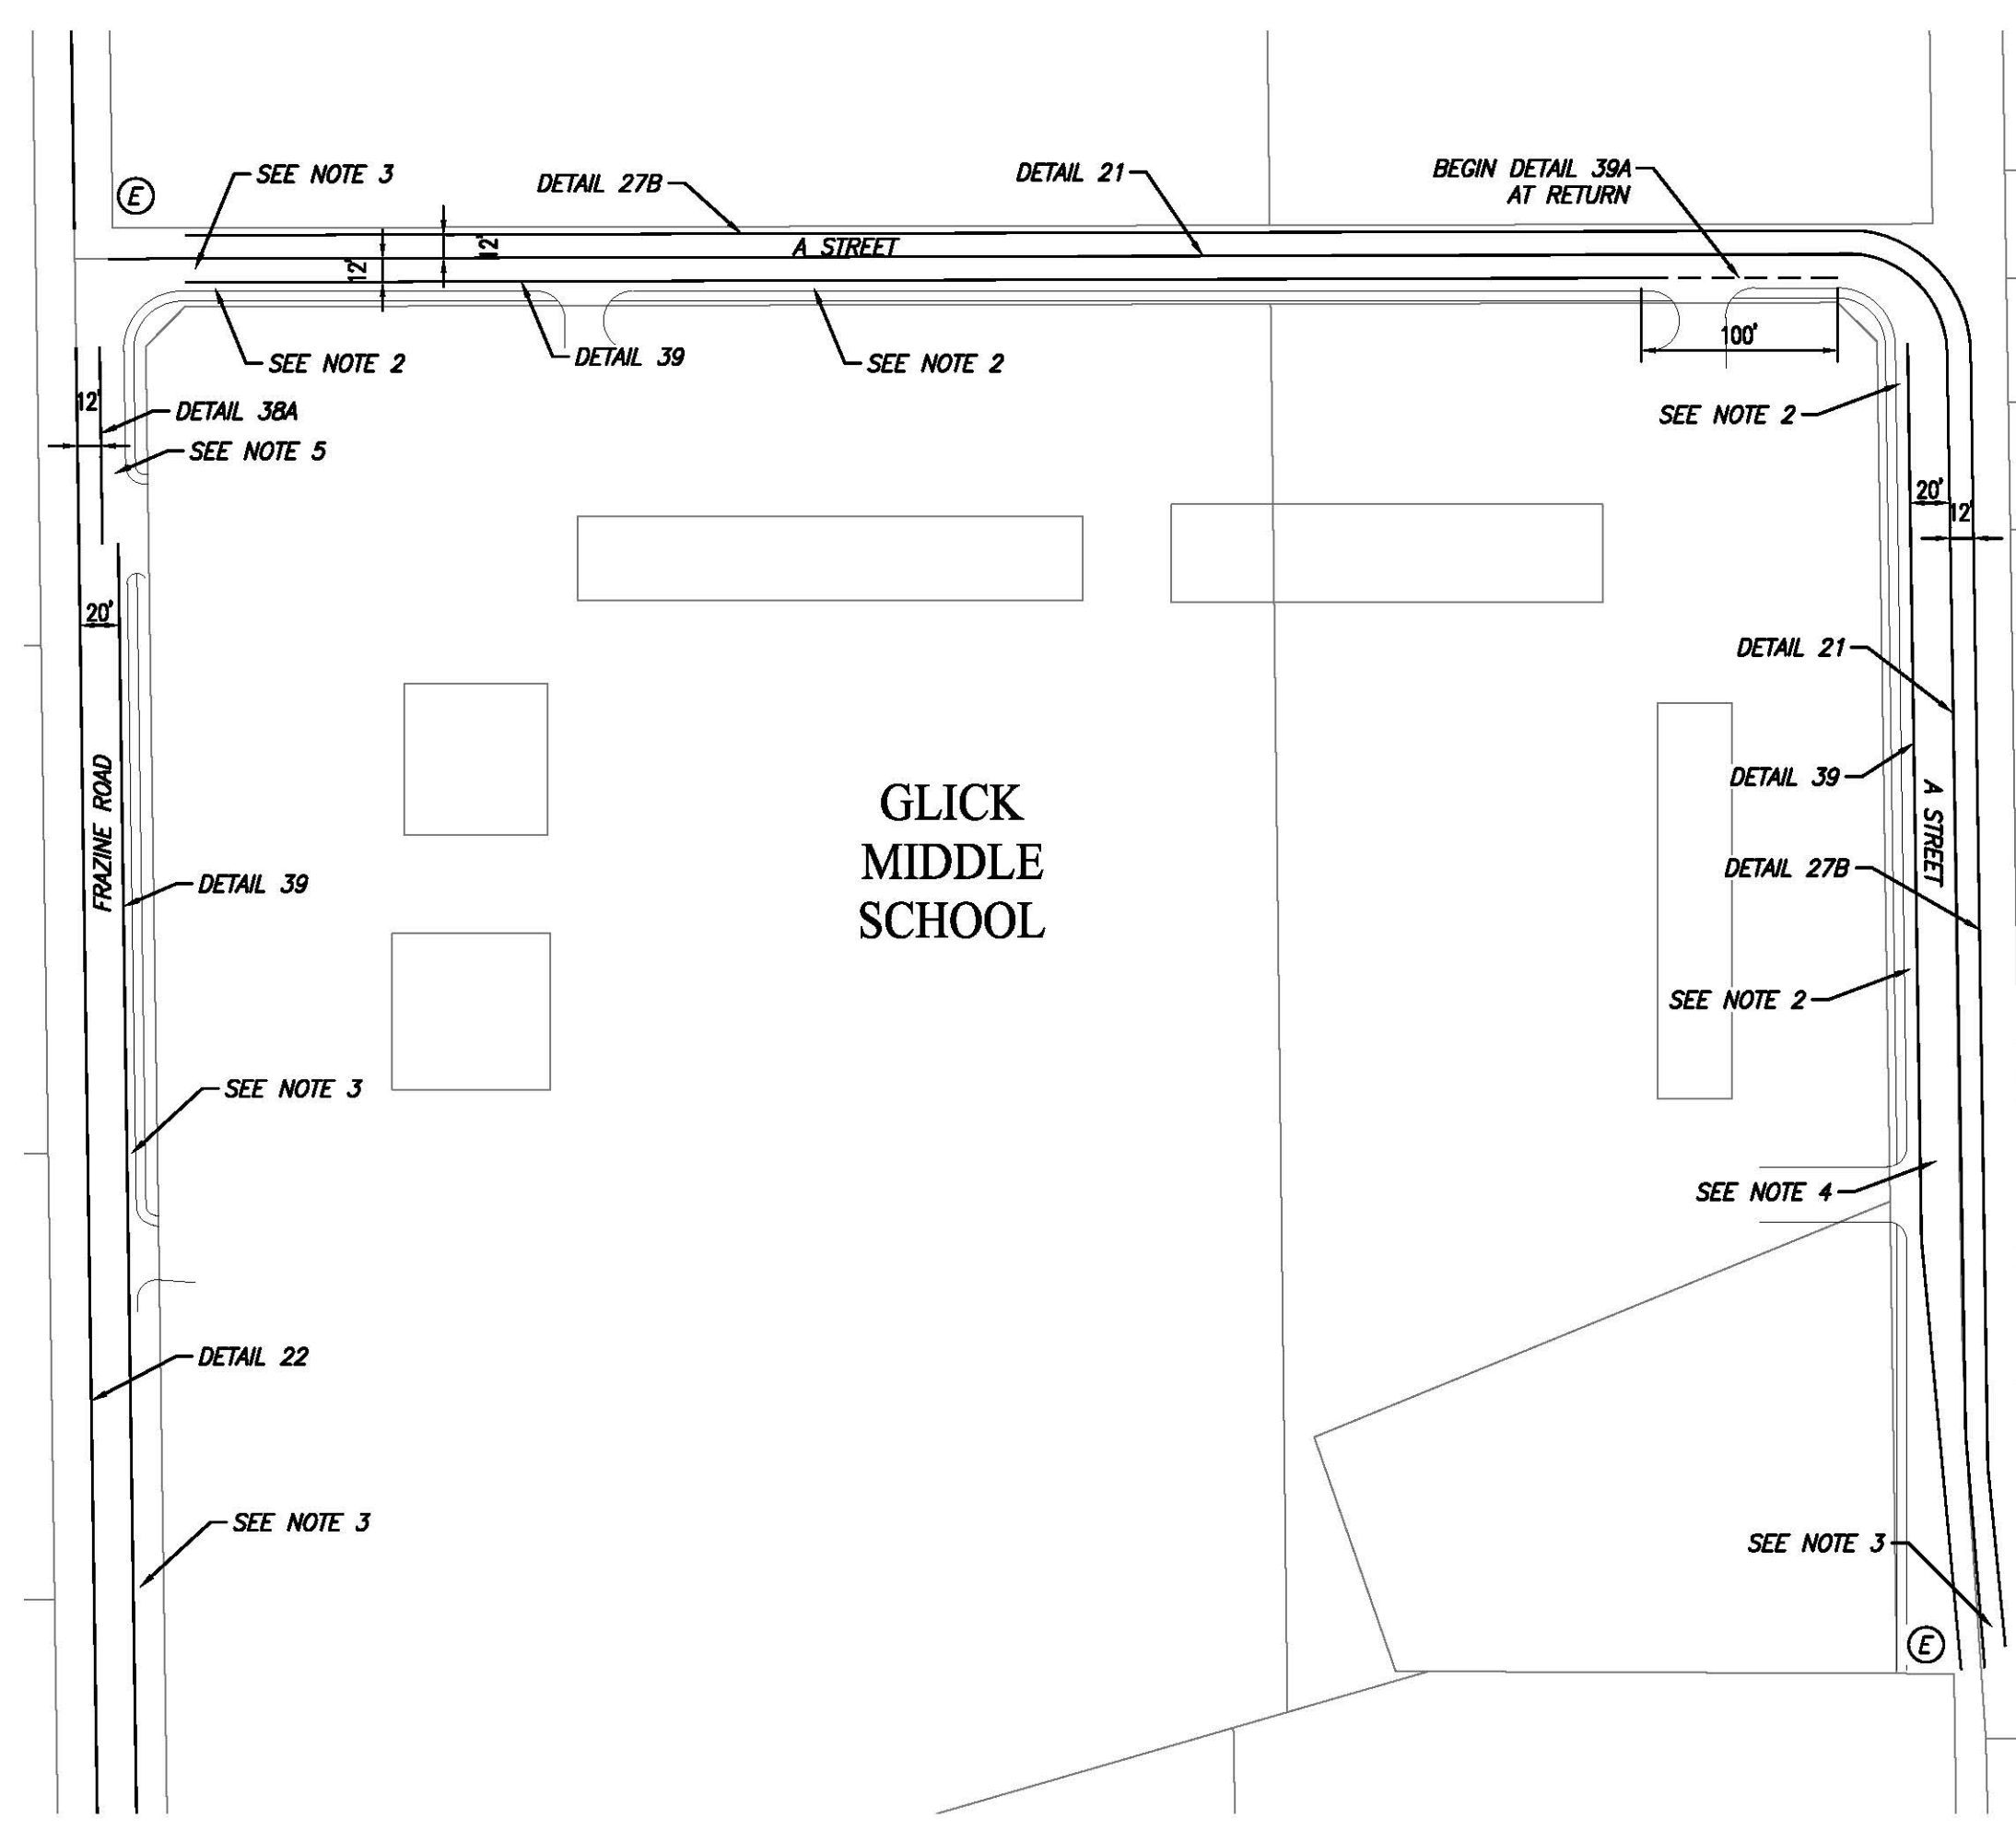 SEE NOTE 3
DETAIL 27B
DETAIL 21
BEGIN DETAIL 39A
AT RETURN
E
12'
12'
A STREET
SEE NOTE 2
DETAIL 39
SEE NOTE 2
100'
12'
DETAIL 38A
SEE NOTE 5
SEE NOTE 2
20'
12'
20'
DETAIL 21
FRAZINE ROAD
GLICK
MIDDLE
SCHOOL
DETAIL 39
A STREET
DETAIL 27B
DETAIL 39
SEE NOTE 2
SEE NOTE 3
SEE NOTE 4
DETAIL 22
SEE NOTE 3
SEE NOTE 3
E